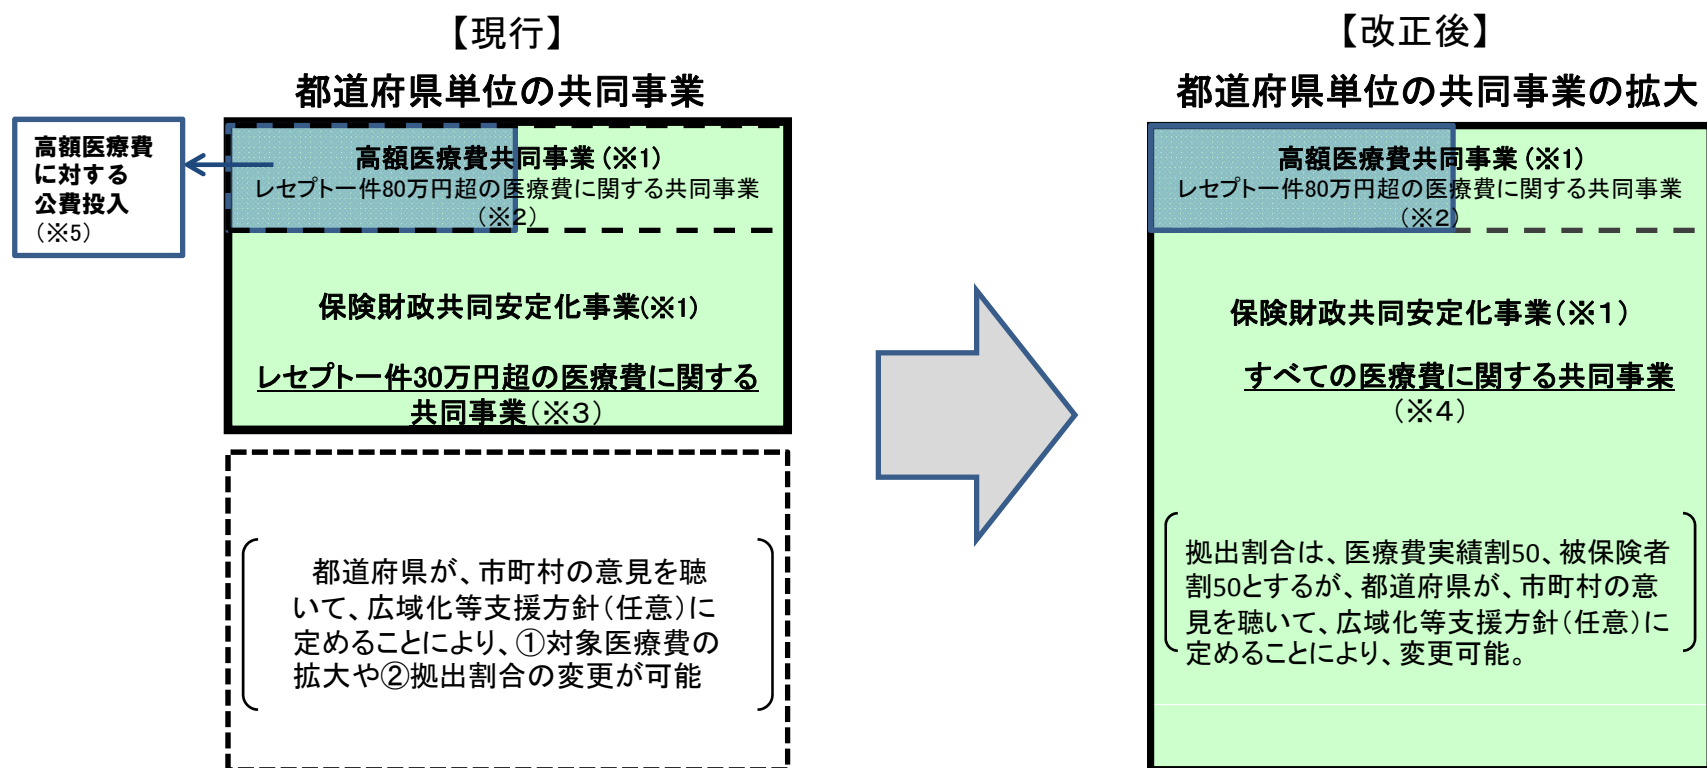 【現行】
都道府県単位の共同事業
高額医療費
に対する
公費投入
(※5)
高額医療費共同事業(※1)
レセプト一件80万円超の医療費に関する共同事業
(※2)
保険財政共同安定化事業(※1)
レセプト一件30万円超の医療費に関する
共同事業(※3)
都道府県が、市町村の意見を聴
いて、広域化等支援方針(任意)に
定めることにより、①対象医療費の
拡大や②拠出割合の変更が可能
【改正後】
都道府県単位の共同事業の拡大
高額医療費共同事業(※1)
レセプト一件80万円超の医療費に関する共同事業
(※2)
保険財政共同安定化事業(※1)
すべての医療費に関する共同事業
(※4)
拠出割合は、医療費実績割50、被保険者
割50とするが、都道府県が、市町村の意
見を聴いて、広域化等支援方針(任意)に
定めることにより、変更可能。